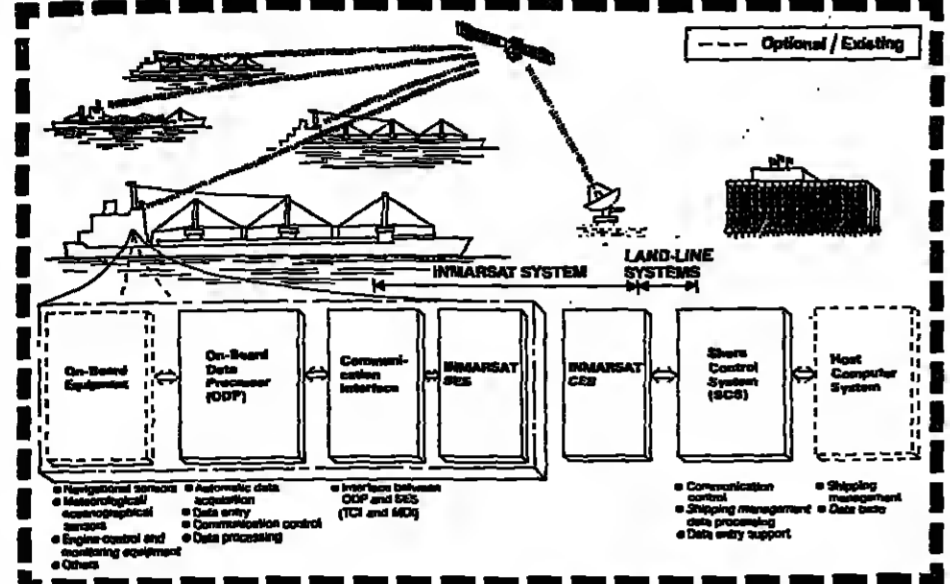 Optional / Existing
INMARSAT SYSTEM
LAND-LINE
SYSTEMS
On-Board
Equipment
On-Board
Data
Processor
(ODP)
Communi-
cation
Interface
INMARSAT
SES
INMARSAT
CES
Shore
Control
System
(SCS)
Host
Computer
System
Navigational sensors
Meteorological/
oceanographical
sensors
Engine control and
monitoring equipment
Others
Automatic data
acquisition
Data entry
Communication control
Data processing
Interface between
ODP and SES
(TCI and MDI)
Communication
control
Shipping management
data processing
Data entry support
Shipping
management
Data base